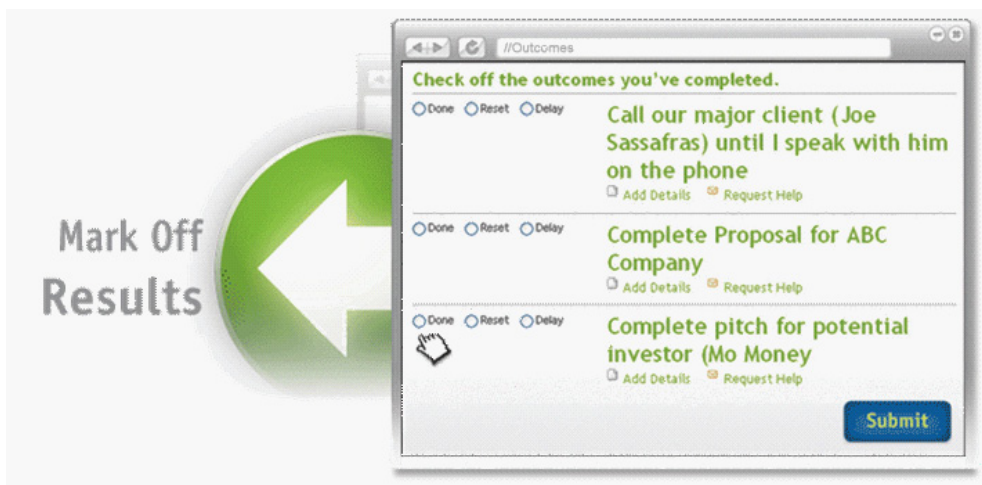 Mark Off
Results
//Outcomes
Check off the outcomes you've completed.
Done Reset Delay
Call our major client (Joe
Sassafras) until I speak with him
on the phone
Add Details Request Help
Done Reset Delay
Complete Proposal for ABC
Company
Add Details Request Help
Done Reset Delay
Complete pitch for potential
investor (Mo Money
Add Details Request Help
Submit